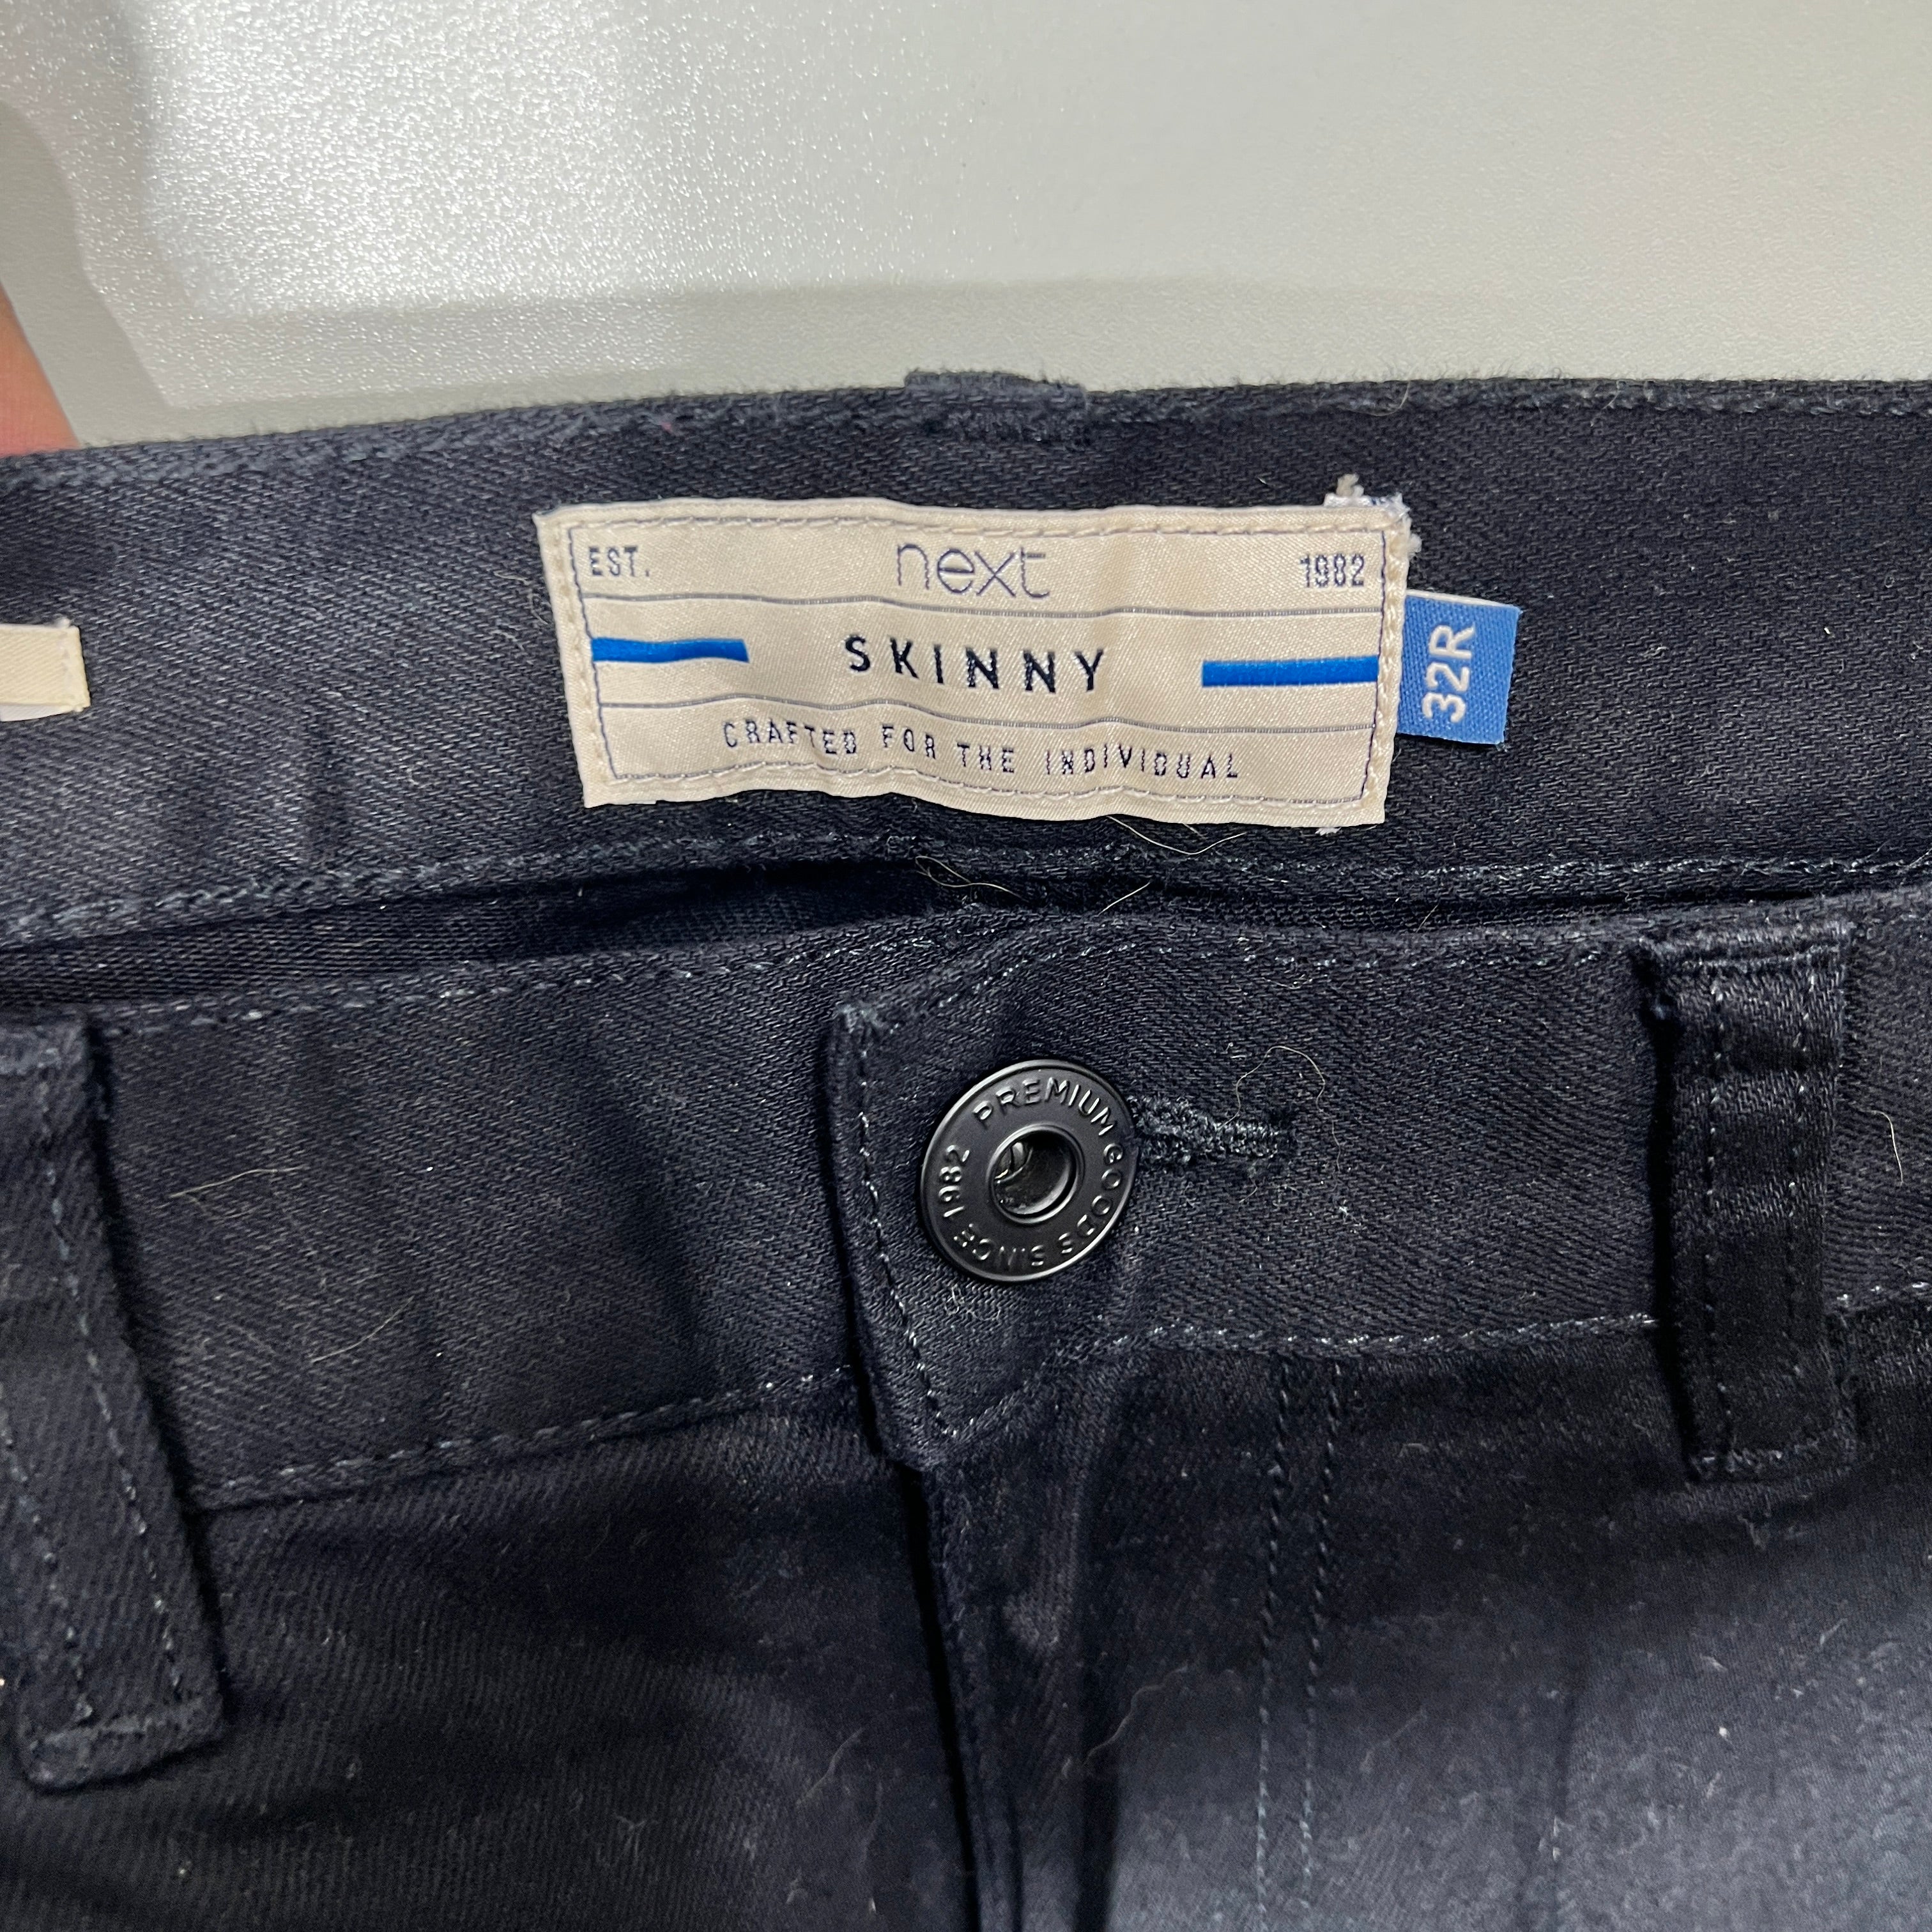 EST. next 1982
SKINNY
CRAFTED FOR THE INDIVIDUAL
32R
PREMIUM GOODS SINCE 1982